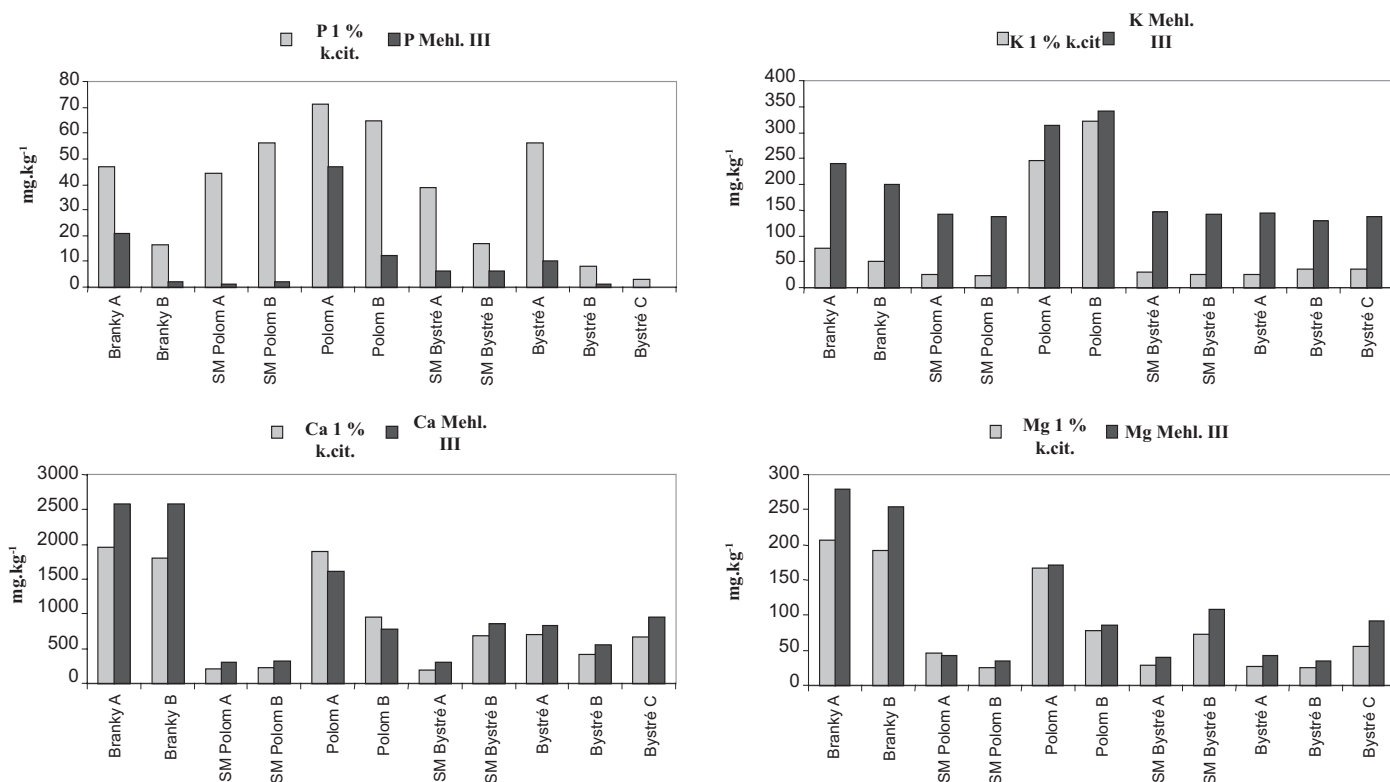 P 1 %
k.cit.
P Mehl. III
mg.kg-1
80
70
60
50
40
30
20
10
0
Branky A
Branky B
SM Polom A
SM Polom B
Polom A
Polom B
SM Bystré A
SM Bystré B
Bystré A
Bystré B
Bystré C
K 1 % k.cit
K Mehl.
III
mg.kg-1
400
350
300
250
200
150
100
50
0
Branky A
Branky B
SM Polom A
SM Polom B
Polom A
Polom B
SM Bystré A
SM Bystré B
Bystré A
Bystré B
Bystré C
Ca 1 %
k.cit.
Ca Mehl.
III
mg.kg-1
3000
2500
2000
1500
1000
500
0
Branky A
Branky B
SM Polom A
SM Polom B
Polom A
Polom B
SM Bystré A
SM Bystré B
Bystré A
Bystré B
Bystré C
Mg 1 %
k.cit.
Mg Mehl. III
mg.kg-1
300
250
200
150
100
50
0
Branky A
Branky B
SM Polom A
SM Polom B
Polom A
Polom B
SM Bystré A
SM Bystré B
Bystré A
Bystré B
Bystré C